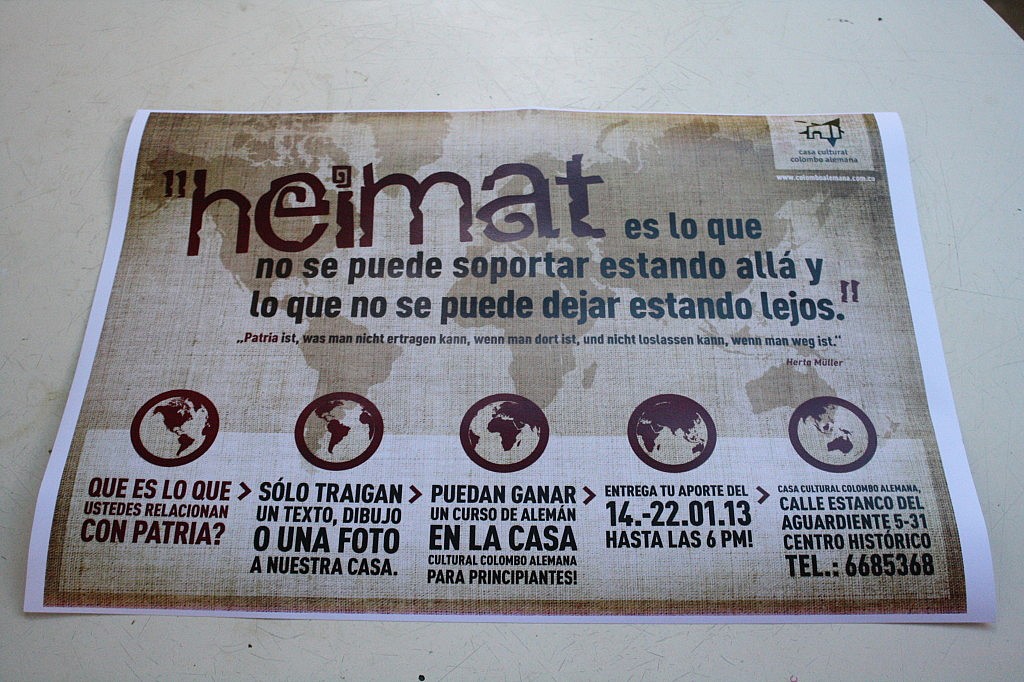 casa cultural
colombo alemana
www.colomboalemana.com.co
"heimat es lo que
no se puede soportar estando allá y
lo que no se puede dejar estando lejos."
„Patria ist, was man nicht ertragen kann, wenn man dort ist, und nicht loslassen kann, wenn man weg ist."
Herta Müller
QUE ES LO QUE
USTEDES RELACIONAN
CON PATRIA?
>
SÓLO TRAIGAN
UN TEXTO, DIBUJO
O UNA FOTO
A NUESTRA CASA.
>
PUEDAN GANAR
UN CURSO DE ALEMÁN
EN LA CASA
CULTURAL COLOMBO ALEMANA
PARA PRINCIPIANTES!
>
ENTREGA TU APORTE DEL
14.-22.01.13
HASTA LAS 6 PM!
>
CASA CULTURAL COLOMBO ALEMANA,
CALLE ESTANCO DEL
AGUARDIENTE 5-31
CENTRO HISTÓRICO
TEL.: 6685368